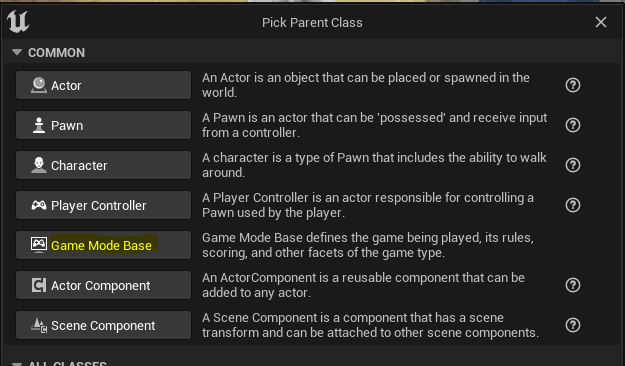 Pick Parent Class
COMMON
Actor
An Actor is an object that can be placed or spawned in the
world.
Pawn
A Pawn is an actor that can be 'possessed' and receive input
from a controller.
Character
A character is a type of Pawn that includes the ability to walk
around.
Player Controller
A Player Controller is an actor responsible for controlling a
Pawn used by the player.
Game Mode Base
Game Mode Base defines the game being played, its rules,
scoring, and other facets of the game type.
Actor Component
An ActorComponent is a reusable component that can be
added to any actor.
Scene Component
A Scene Component is a component that has a scene
transform and can be attached to other scene components.
ALL CLASSES